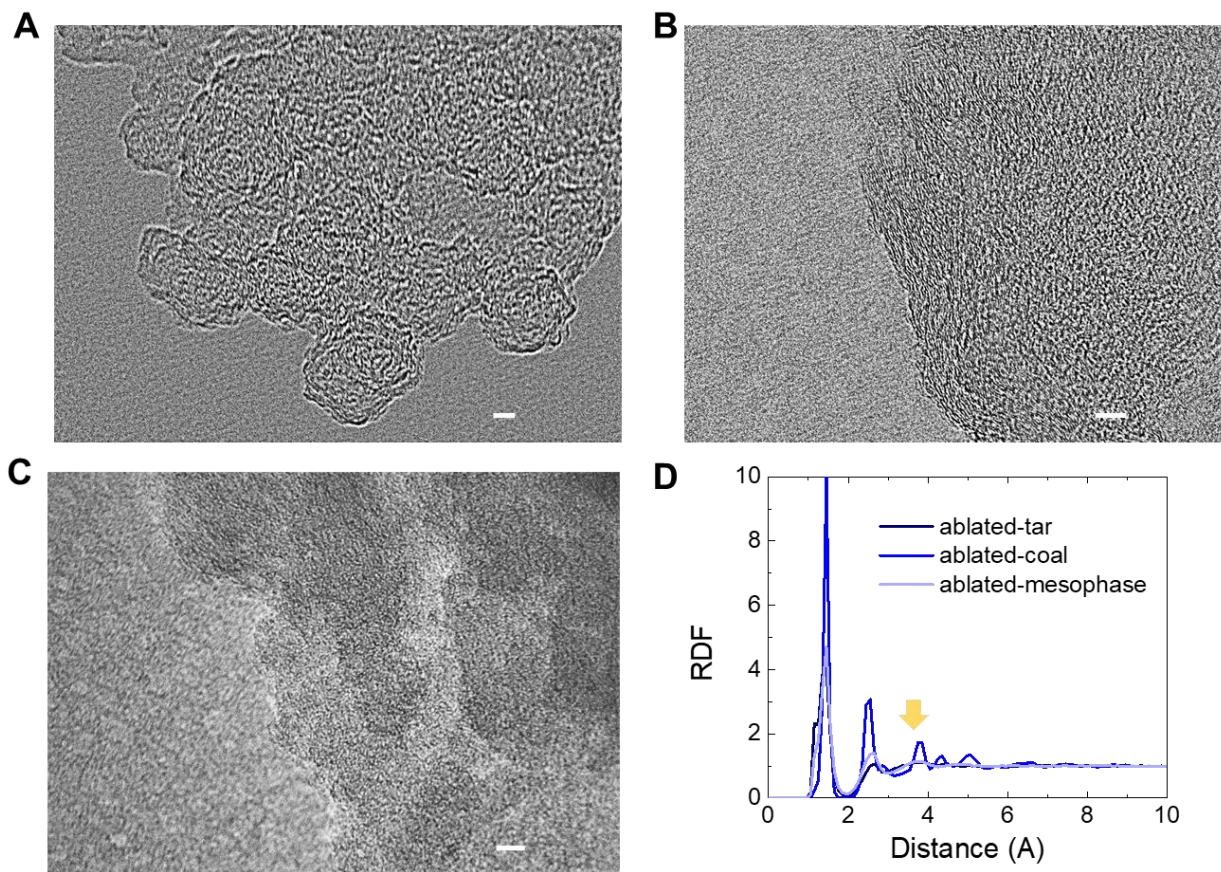 A
B
C
D
10
8
6
4
2
0
0 2 4 6 8 10
RDF
Distance (A)
ablated-tar
ablated-coal
ablated-mesophase